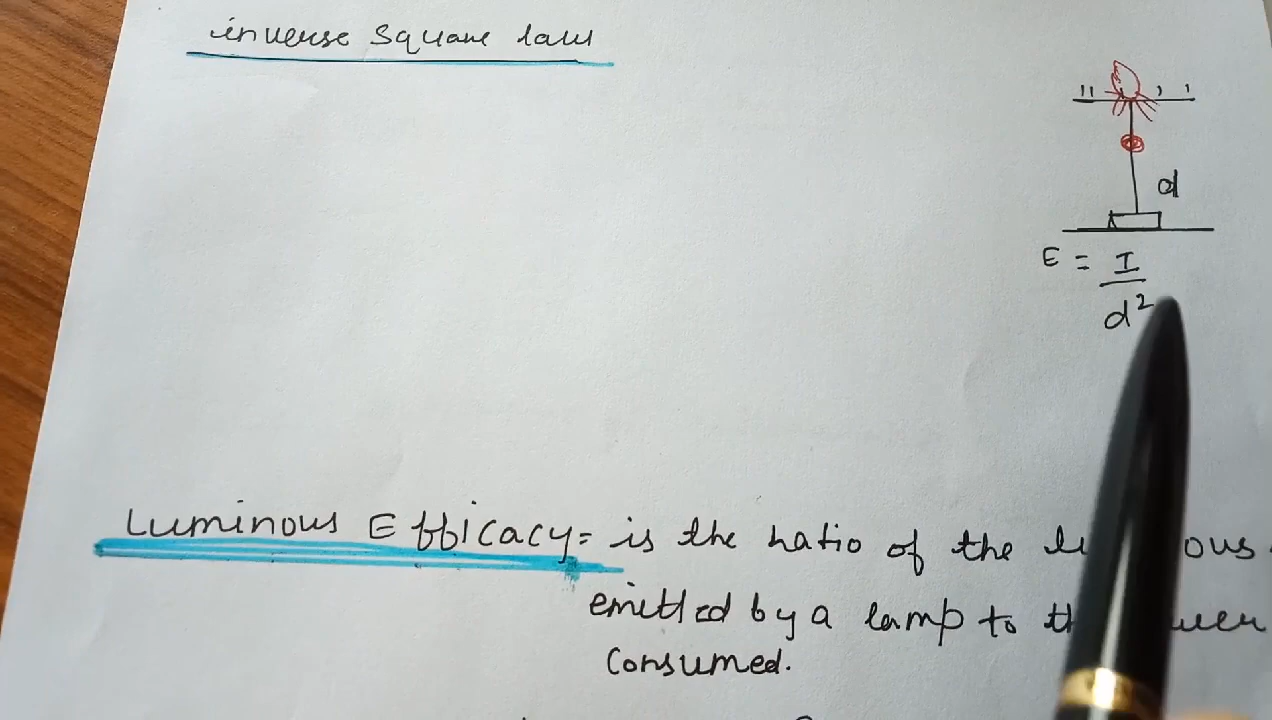 inverse square law
d
E = I / d²
Luminous Efficacy = is the ratio of the
emitted by a lamp to
consumed.